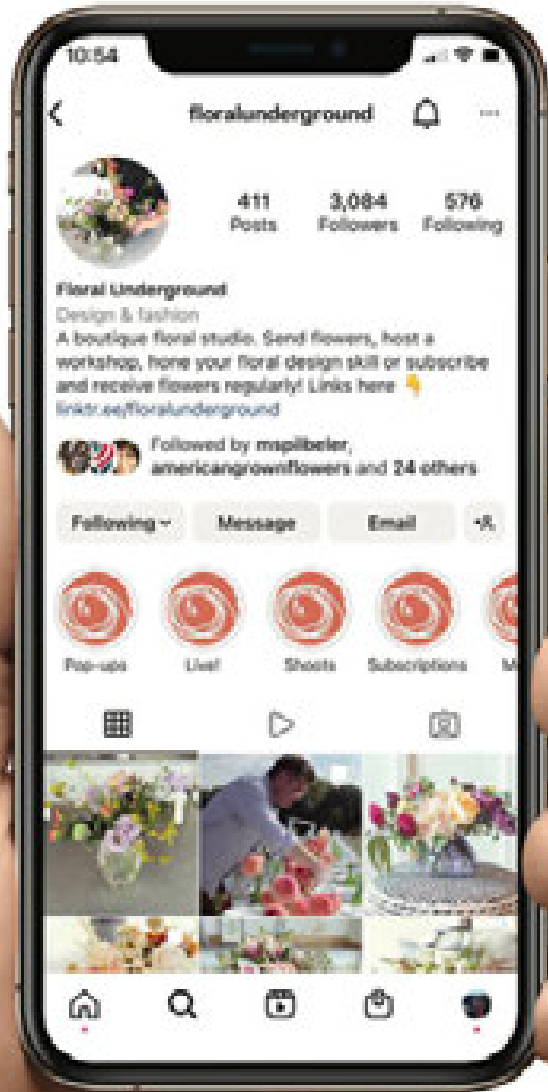 10:54
floralunderground
411 3,084 576
Posts Followers Following
Floral Underground
Design & fashion
A boutique floral studio. Send flowers, host a
workshop, hone your floral design skill or subscribe
and receive flowers regularly! Links here 👇
linktr.ee/floralunderground
Followed by mspilbeler,
americangrownflowers and 24 others
Following Message Email
Pop-ups Live! Shoots Subscriptions M